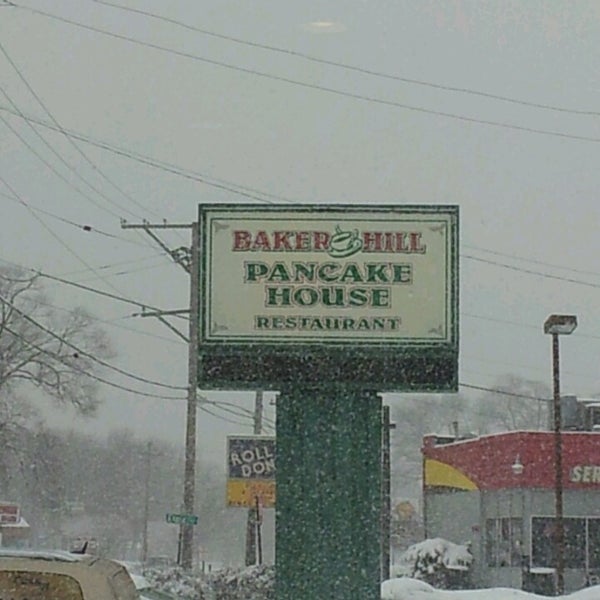 BAKER HILL
PANCAKE
HOUSE
RESTAURANT
ROLL
DON
SER